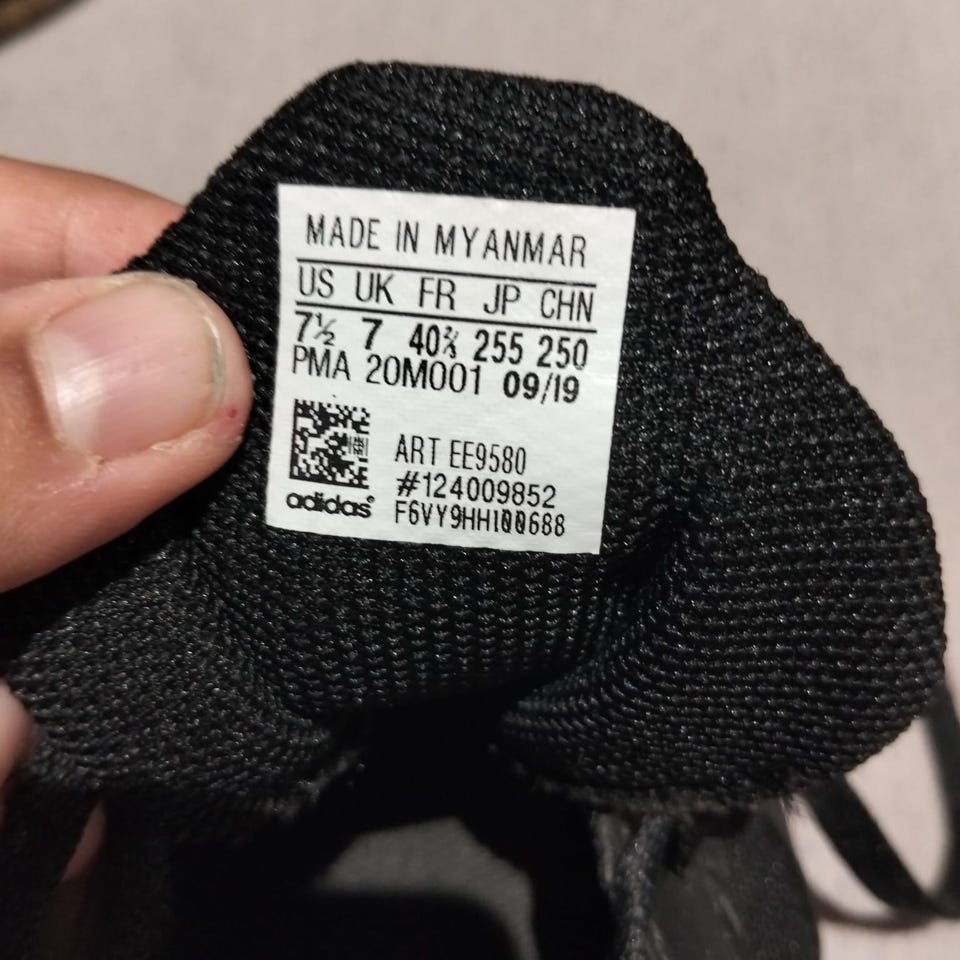 MADE IN MYANMAR
US UK FR JP CHN
7½ 7 40⅔ 255 250
PMA 20M001 09/19
ART EE9580
#124009852
adidas® F6VY9HH100688